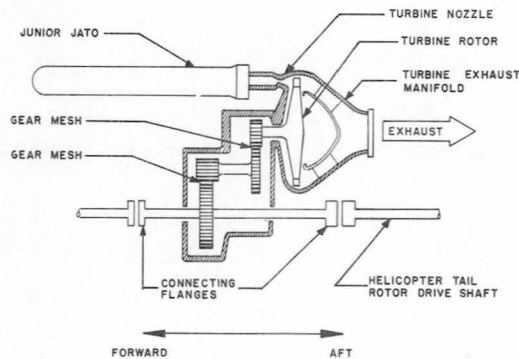 JUNIOR JATO
TURBINE NOZZLE
TURBINE ROTOR
TURBINE EXHAUST
MANIFOLD
GEAR MESH
EXHAUST
GEAR MESH
CONNECTING
FLANGES
HELICOPTER TAIL
ROTOR DRIVE SHAFT
FORWARD
AFT